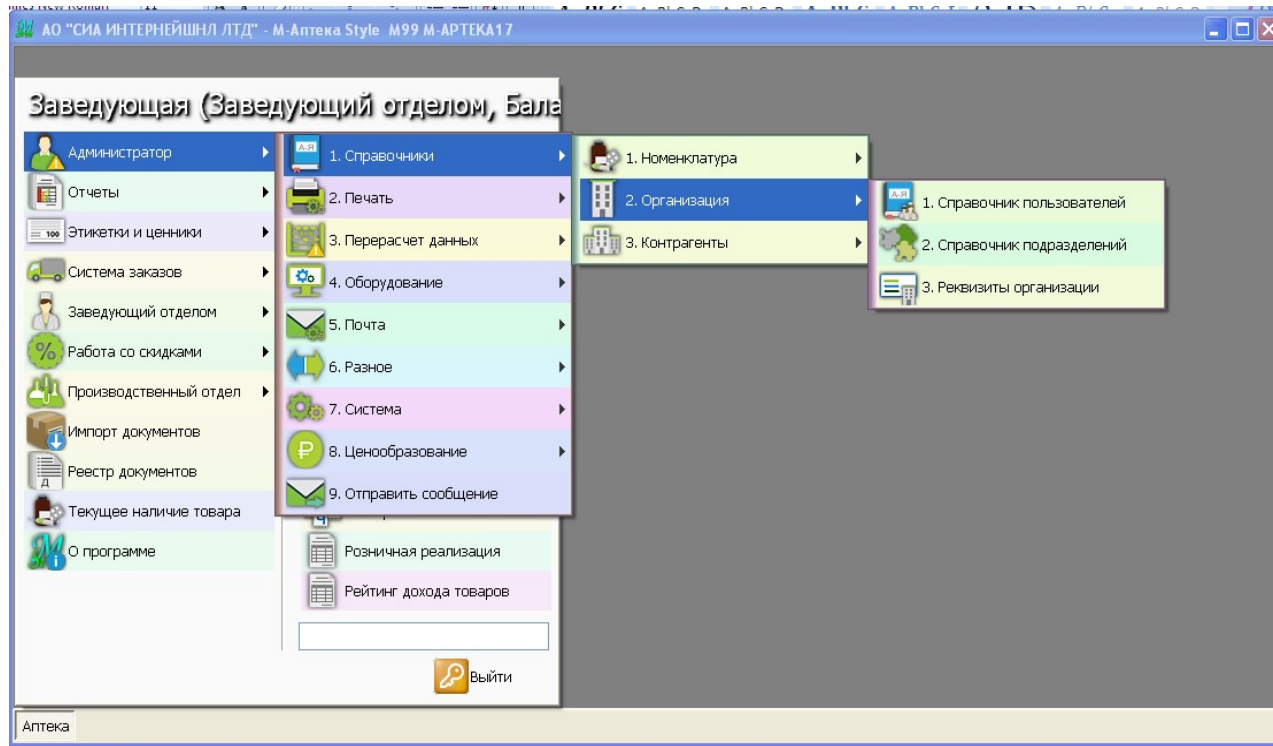 АО "СИА ИНТЕРНЕЙШНЛ ЛТД" - М-Аптека Style M99 M-APTEKA17
Заведующая (Заведующий отделом, Бала
Администратор
Отчеты
Этикетки и ценники
Система заказов
Заведующий отделом
Работа со скидками
Производственный отдел
Импорт документов
Реестр документов
Текущее наличие товара
О программе
1. Справочники
2. Печать
3. Перерасчет данных
4. Оборудование
5. Почта
6. Разное
7. Система
8. Ценообразование
9. Отправить сообщение
1. Номенклатура
2. Организация
3. Контрагенты
1. Справочник пользователей
2. Справочник подразделений
3. Реквизиты организации
Розничная реализация
Рейтинг дохода товаров
Выйти
Аптека